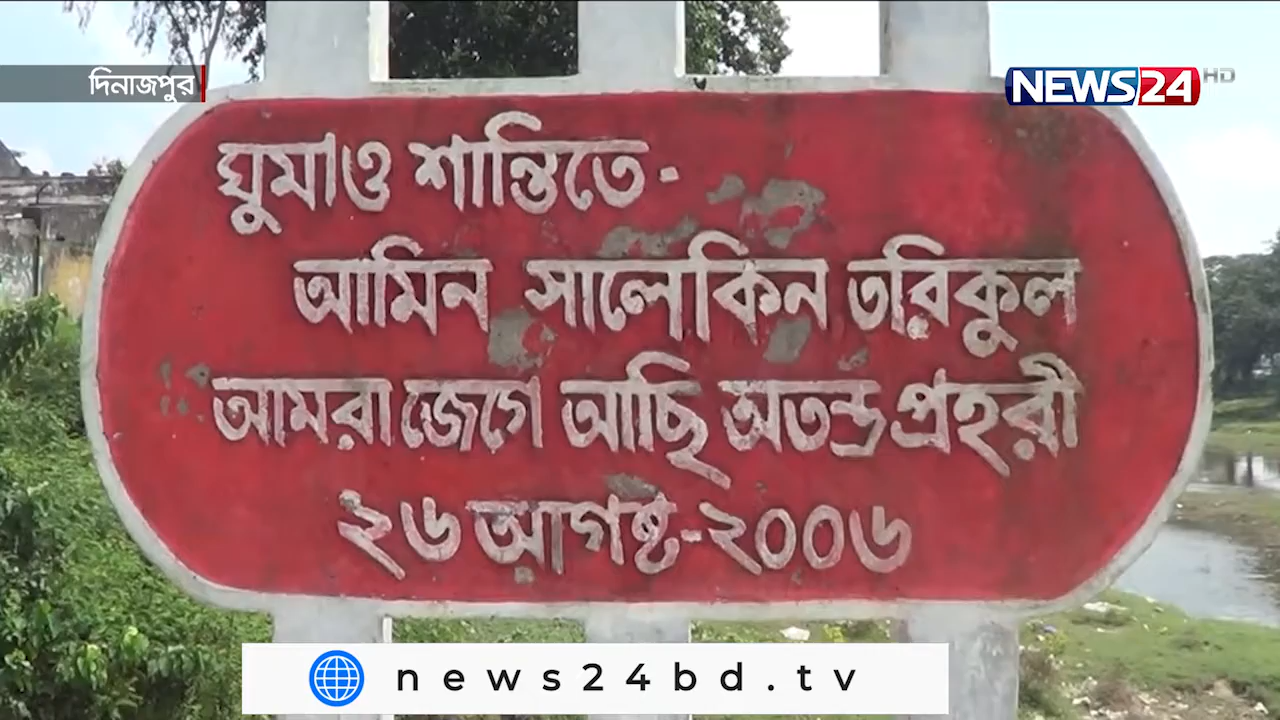 দিনাজপুর
NEWS24 HD
ঘুমাও শান্তিতে-
আমিন সালেকিন তরিকুল
আমরা জেগে আছি অতন্ড্র প্রহরী
২৬ আগষ্ট-২০০৬
news24bd.tv